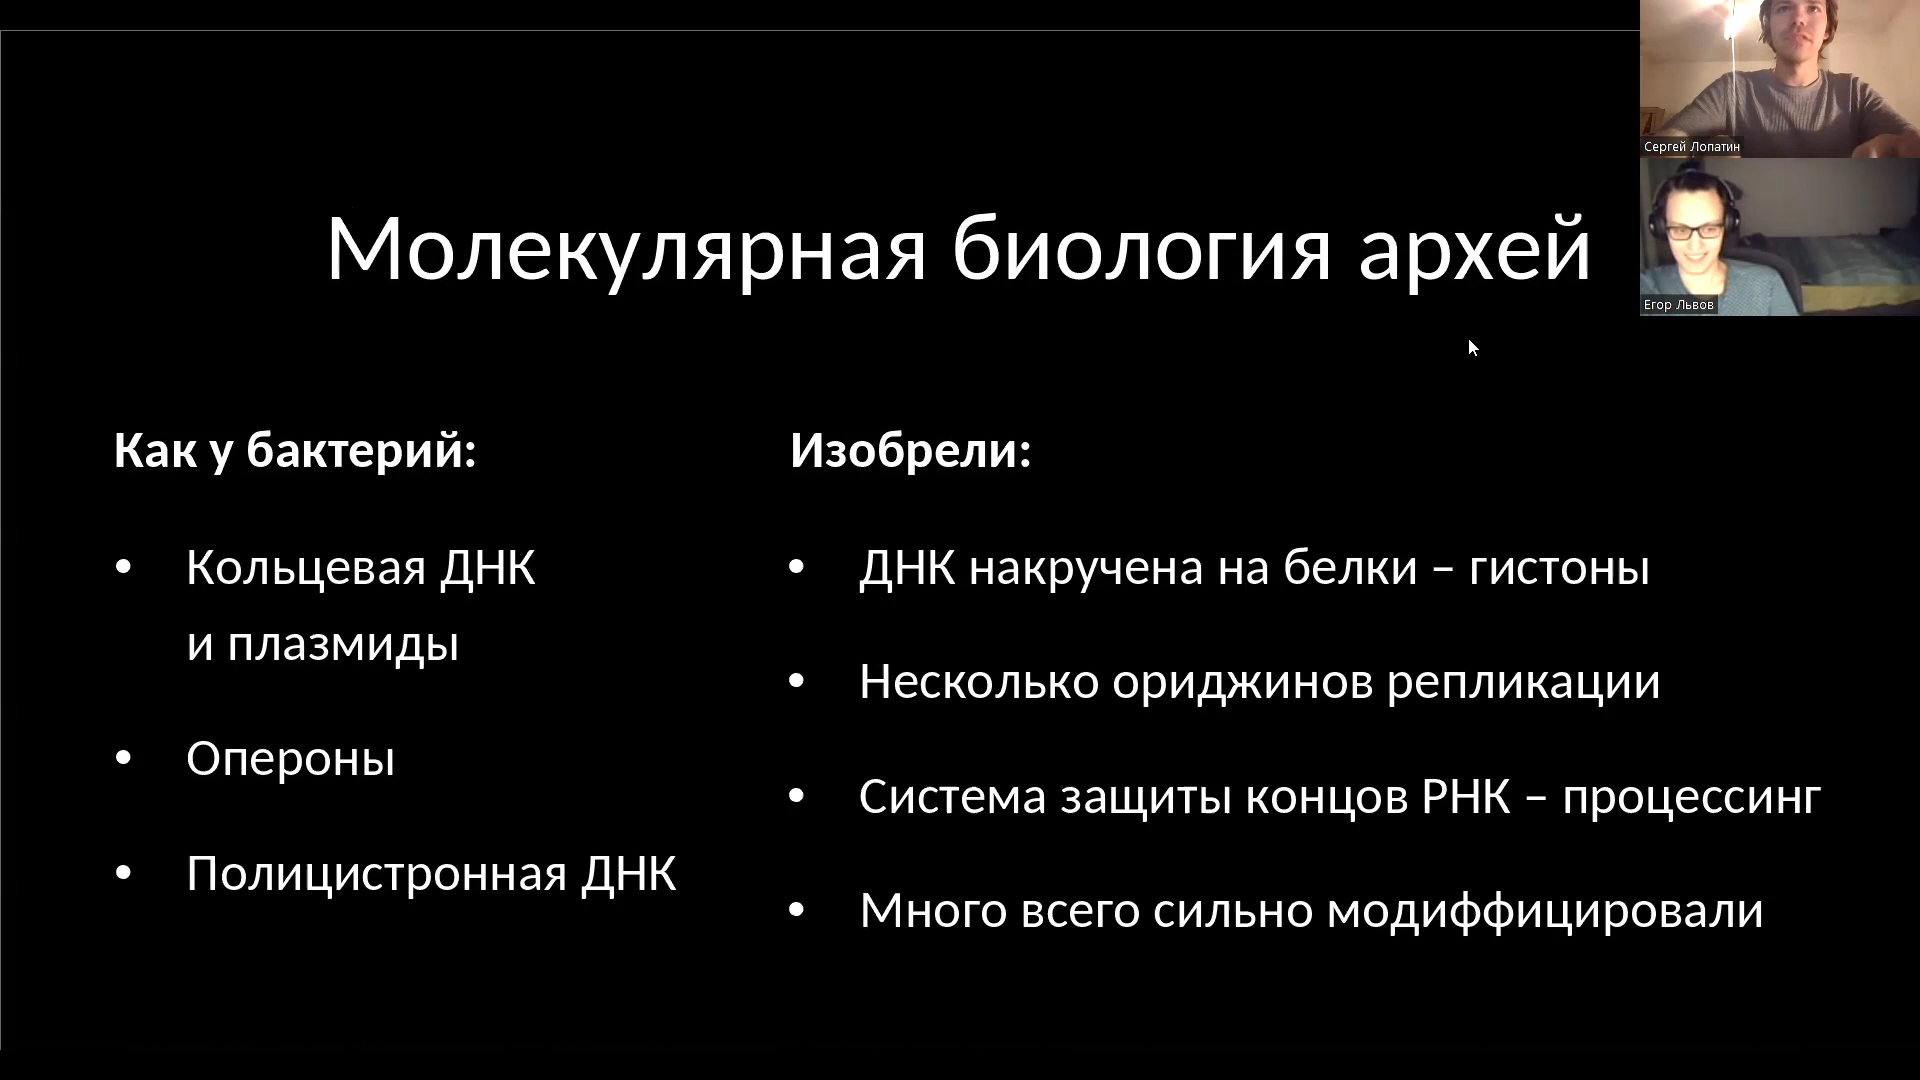 Сергей Лопатин
Егор Львов
Молекулярная биология архей
Как у бактерий:
• Кольцевая ДНК
и плазмиды
• Опероны
• Полицистронная ДНК
Изобрели:
• ДНК накручена на белки – гистоны
• Несколько ориджинов репликации
• Система защиты концов РНК – процессинг
• Много всего сильно модиффицировали